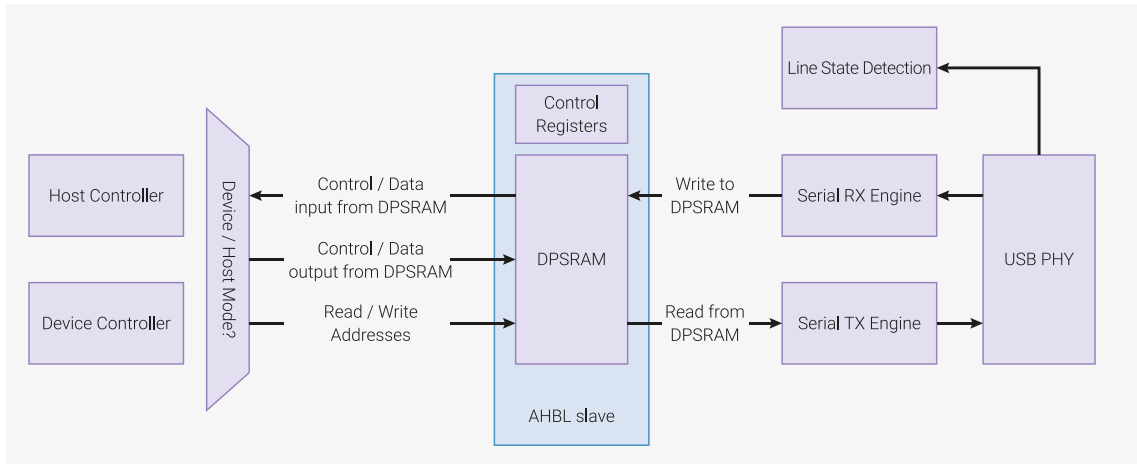 Line State Detection
Control
Registers
Host Controller
Device / Host Mode?
Control / Data
input from DPSRAM
Write to
DPSRAM
Serial RX Engine
Control / Data
output from DPSRAM
DPSRAM
USB PHY
Device Controller
Read / Write
Addresses
Read from
DPSRAM
Serial TX Engine
AHBL slave